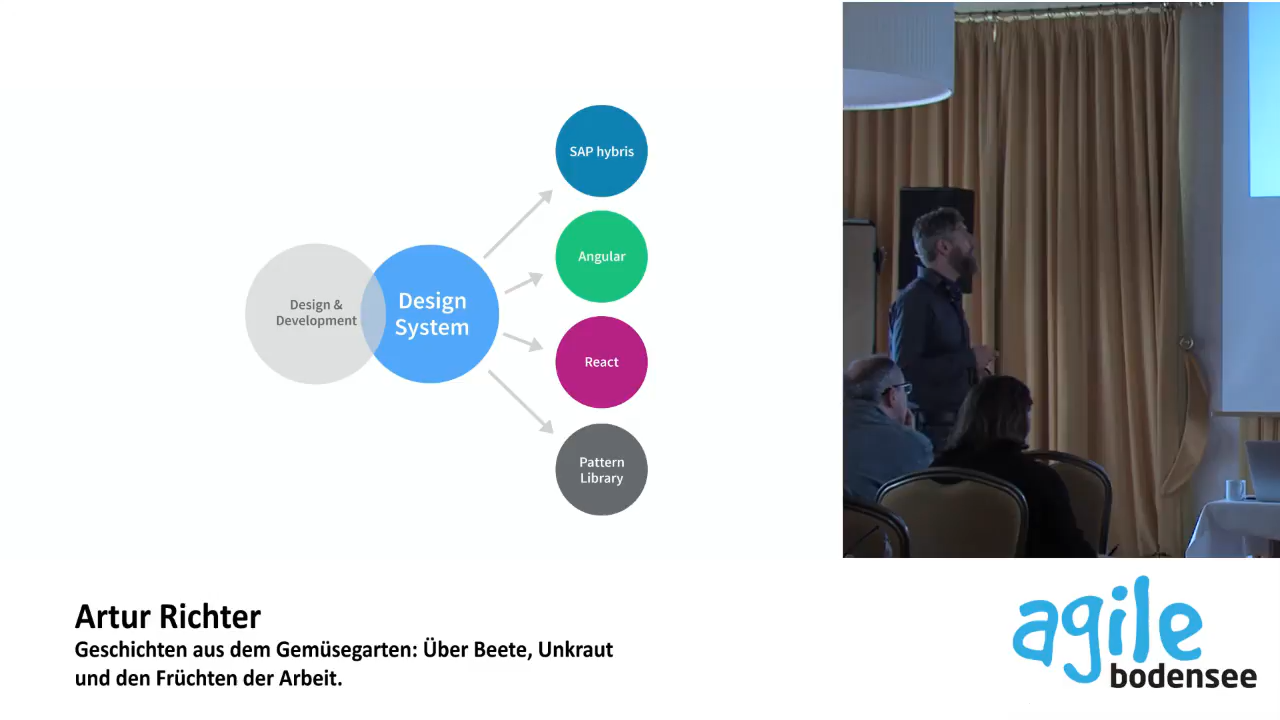 SAP hybris
Angular
Design &
Development
Design
System
React
Pattern
Library
Artur Richter
Geschichten aus dem Gemüsegarten: Über Beete, Unkraut
und den Früchten der Arbeit.
agile
bodensee